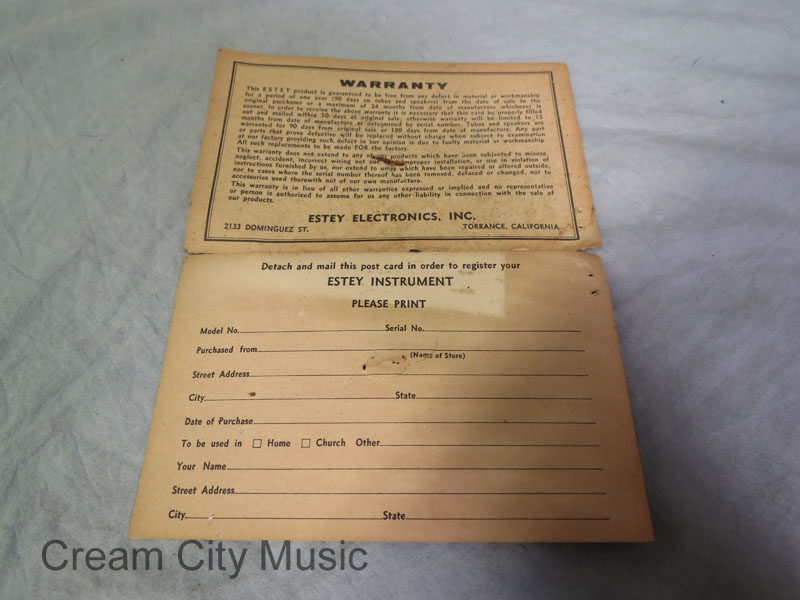 WARRANTY
This ESTEY product is guaranteed to be free from any defect in material or workmanship
for a period of one year (90 days on tubes and speakers) from the date of sale to the
original purchaser or a maximum of 24 months from date of manufacture whichever is
sooner. In order to receive the above warranty it is necessary that this card be properly filled
out and mailed within 10-days of original sale, otherwise warranty will be limited to 15
months from date of manufacture as determined by serial number. Tubes and speakers are
warranted for 90 days from original sale or 180 days from date of manufacture. Any part
or parts that prove defective will be replaced without charge when subject to examination
at our factory providing such defect in our opinion is due to faulty material or workmanship.
All such replacements to be made FOB the factory.
This warranty does not extend to any of our products which have been subjected to misuse,
neglect, accident, incorrect wiring not our own, improper installation, or use in violation of
instructions furnished by us, nor extend to units which have been repaired or altered outside,
nor to cases where the serial number thereof has been removed, defaced or changed, nor to
accessories used therewith not of our own manufacture.
This warranty is in lieu of all other warranties expressed or implied and no representative
or person is authorized to assume for us any other liability in connection with the sale of
our products.
ESTEY ELECTRONICS, INC.
2133 DOMINGUEZ ST. TORRANCE, CALIFORNIA
Detach and mail this post card in order to register your
ESTEY INSTRUMENT
PLEASE PRINT
Model No. Serial No.
Purchased from
(Name of Store)
Street Address
City State
Date of Purchase
To be used in Home Church Other
Your Name
Street Address
City State
Cream City Music